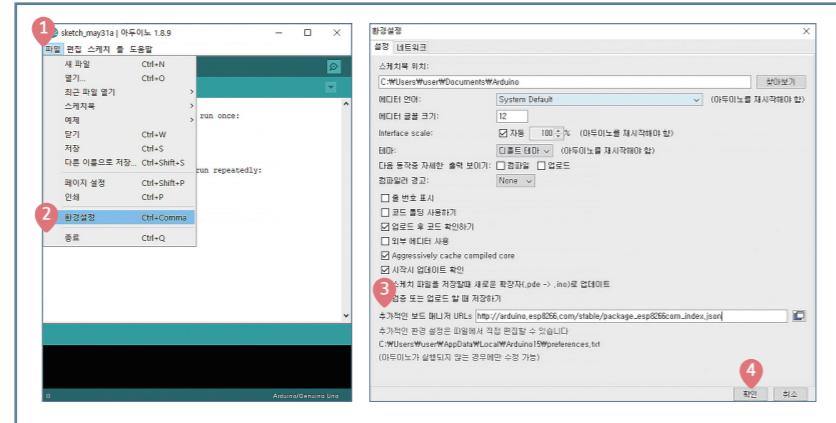 1
sketch_may31a | 아두이노 1.8.9
파일 편집 스케치 툴 도움말
새 파일 Ctrl+N
열기... Ctrl+O
최근 파일 열기 >
스케치북 >
예제 >
닫기 Ctrl+W
저장 Ctrl+S
다른 이름으로 저장... Ctrl+Shift+S
페이지 설정 Ctrl+Shift+P
인쇄 Ctrl+P
2
환경설정 Ctrl+Comma
종료 Ctrl+Q
run once:
run repeatedly:
Arduino/Genuino Uno
환경설정
설정 네트워크
스케치북 위치:
C:₩Users₩user₩Documents₩Arduino 찾아보기
에디터 언어: System Default (아두이노를 재시작해야 함)
에디터 글꼴 크기: 12
Interface scale: 자동 100 % (아두이노를 재시작해야 함)
테마: 디폴트 테마 (아두이노를 재시작해야 함)
다음 동작중 자세한 출력 보이기: 컴파일 업로드
컴파일러 경고: None
줄 번호 표시
코드 폴딩 사용하기
업로드 후 코드 확인하기
외부 에디터 사용
Aggressively cache compiled core
시작시 업데이트 확인
스케치 파일을 저장할때 새로운 확장자(.pde -> .ino)로 업데이트
3
검증 또는 업로드 할 때 저장하기
추가적인 보드 매니저 URLs http://arduino.esp8266.com/stable/package_esp8266com_index.json
추가적인 환경 설정은 파일에서 직접 편집할 수 있습니다
C:₩Users₩user₩AppData₩Local₩Arduino15₩preferences.txt
(아두이노가 실행되지 않는 경우에만 수정 가능)
4
확인 취소